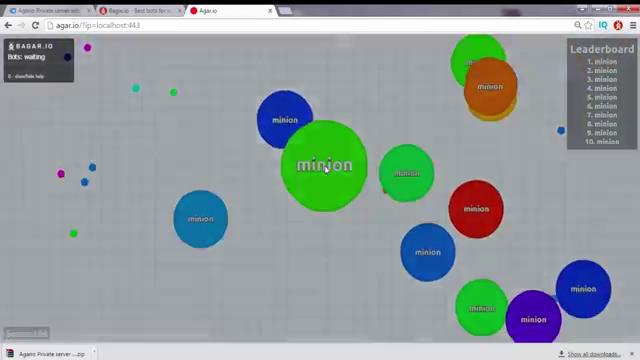 Agario Private server with
Bagar.io - Best bots for
Agar.io
agar.io/?ip=localhost:443
BAGAR.IO
Bots: waiting
0 - show/hide help
Leaderboard
1. minion
2. minion
3. minion
4. minion
5. minion
6. minion
7. minion
8. minion
9. minion
10. minion
minion
minion
minion
minion
minion
minion
minion
minion
minion
minion
minion
Agario Private server ....zip
Show all downloads...